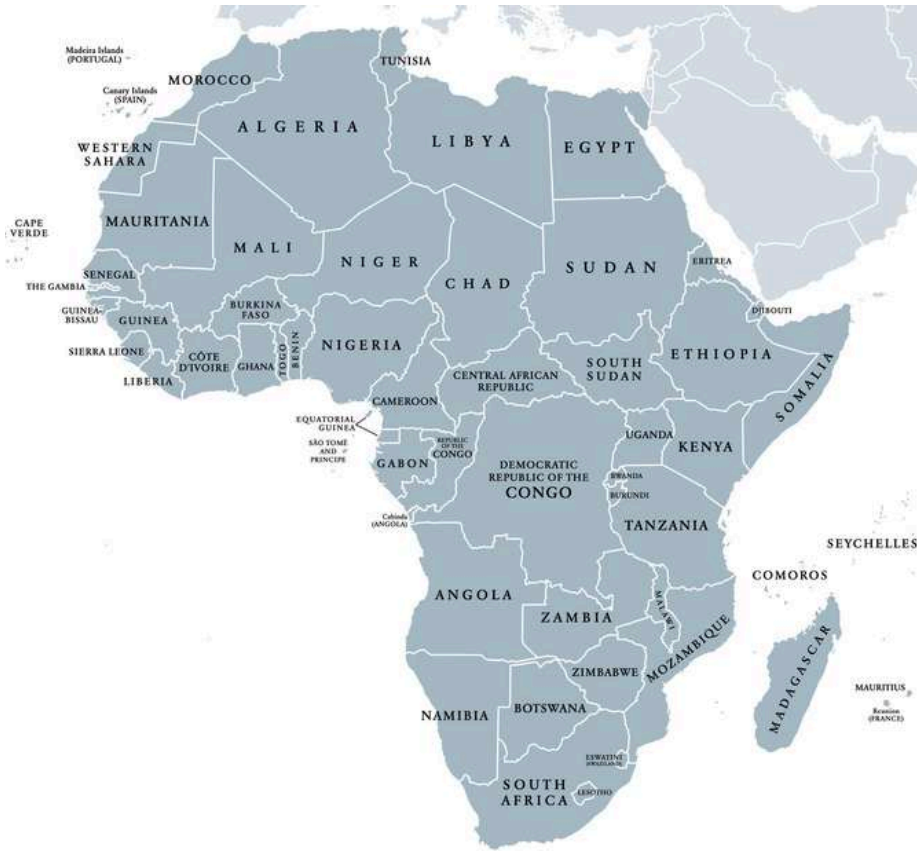 Madeira Islands
(PORTUGAL)
TUNISIA
MOROCCO
Canary Islands
(SPAIN)
ALGERIA
LIBYA
EGYPT
WESTERN
SAHARA
CAPE
VERDE
MAURITANIA
MALI
NIGER
CHAD
SUDAN
ERITREA
SENEGAL
THE GAMBIA
GUINEA-
BISSAU
GUINEA
BURKINA
FASO
DJIBOUTI
SIERRA LEONE
LIBERIA
CÔTE
D'IVOIRE
GHANA
TOGO
BENIN
NIGERIA
CENTRAL AFRICAN
REPUBLIC
SOUTH
SUDAN
ETHIOPIA
SOMALIA
CAMEROON
EQUATORIAL
GUINEA
SÃO TOMÉ
AND
PRINCIPE
GABON
REPUBLIC
OF THE
CONGO
DEMOCRATIC
REPUBLIC OF THE
CONGO
UGANDA
KENYA
RWANDA
BURUNDI
TANZANIA
Cabinda
(ANGOLA)
SEYCHELLES
COMOROS
ANGOLA
ZAMBIA
MALAWI
MOZAMBIQUE
MADAGASCAR
ZIMBABWE
MAURITIUS
Reunion
(FRANCE)
NAMIBIA
BOTSWANA
ESWATINI
(SWAZILAND)
SOUTH
AFRICA
LESOTHO